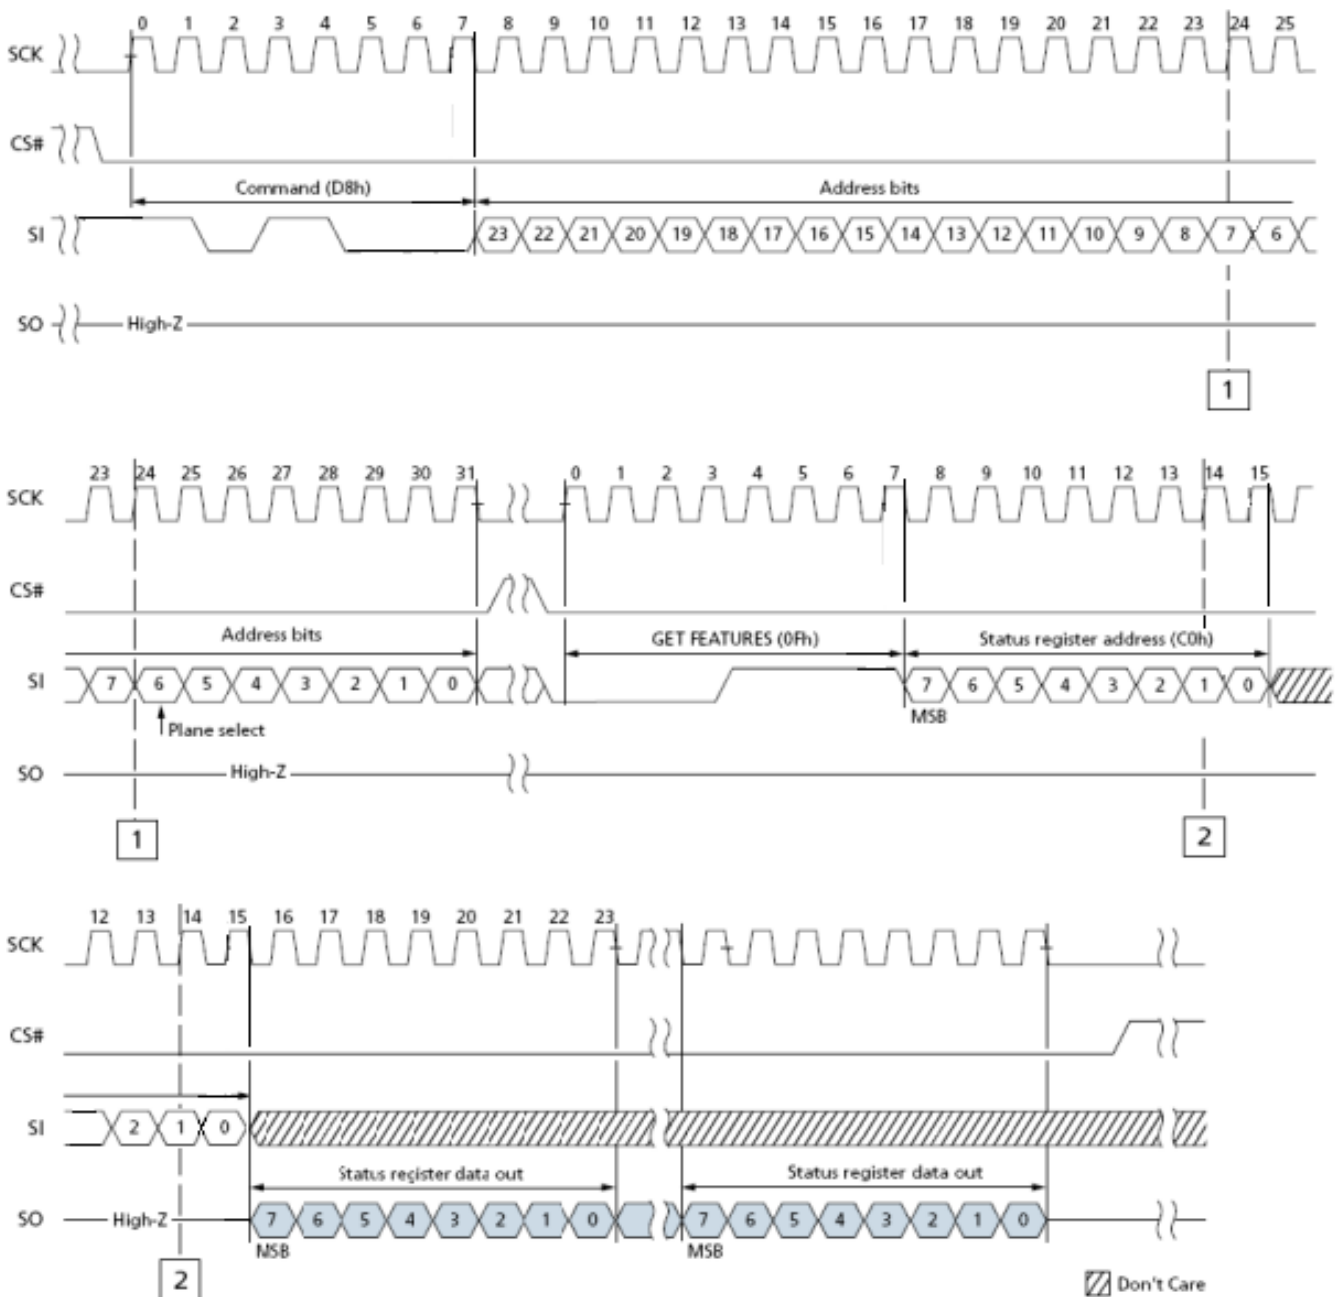 0 1 2 3 4 5 6 7 8 9 10 11 12 13 14 15 16 17 18 19 20 21 22 23 24 25
SCK
CS#
Command (D8h) Address bits
SI 23 22 21 20 19 18 17 16 15 14 13 12 11 10 9 8 7 6
SO High-Z
1
23 24 25 26 27 28 29 30 31 0 1 2 3 4 5 6 7 8 9 10 11 12 13 14 15
SCK
CS#
Address bits GET FEATURES (0Fh) Status register address (C0h)
SI 7 6 5 4 3 2 1 0 7 6 5 4 3 2 1 0
MSB
Plane select
SO High-Z
1 2
12 13 14 15 16 17 18 19 20 21 22 23
SCK
CS#
SI 2 1 0
Status register data out Status register data out
SO High-Z 7 6 5 4 3 2 1 0 7 6 5 4 3 2 1 0
MSB MSB
2
Don't Care